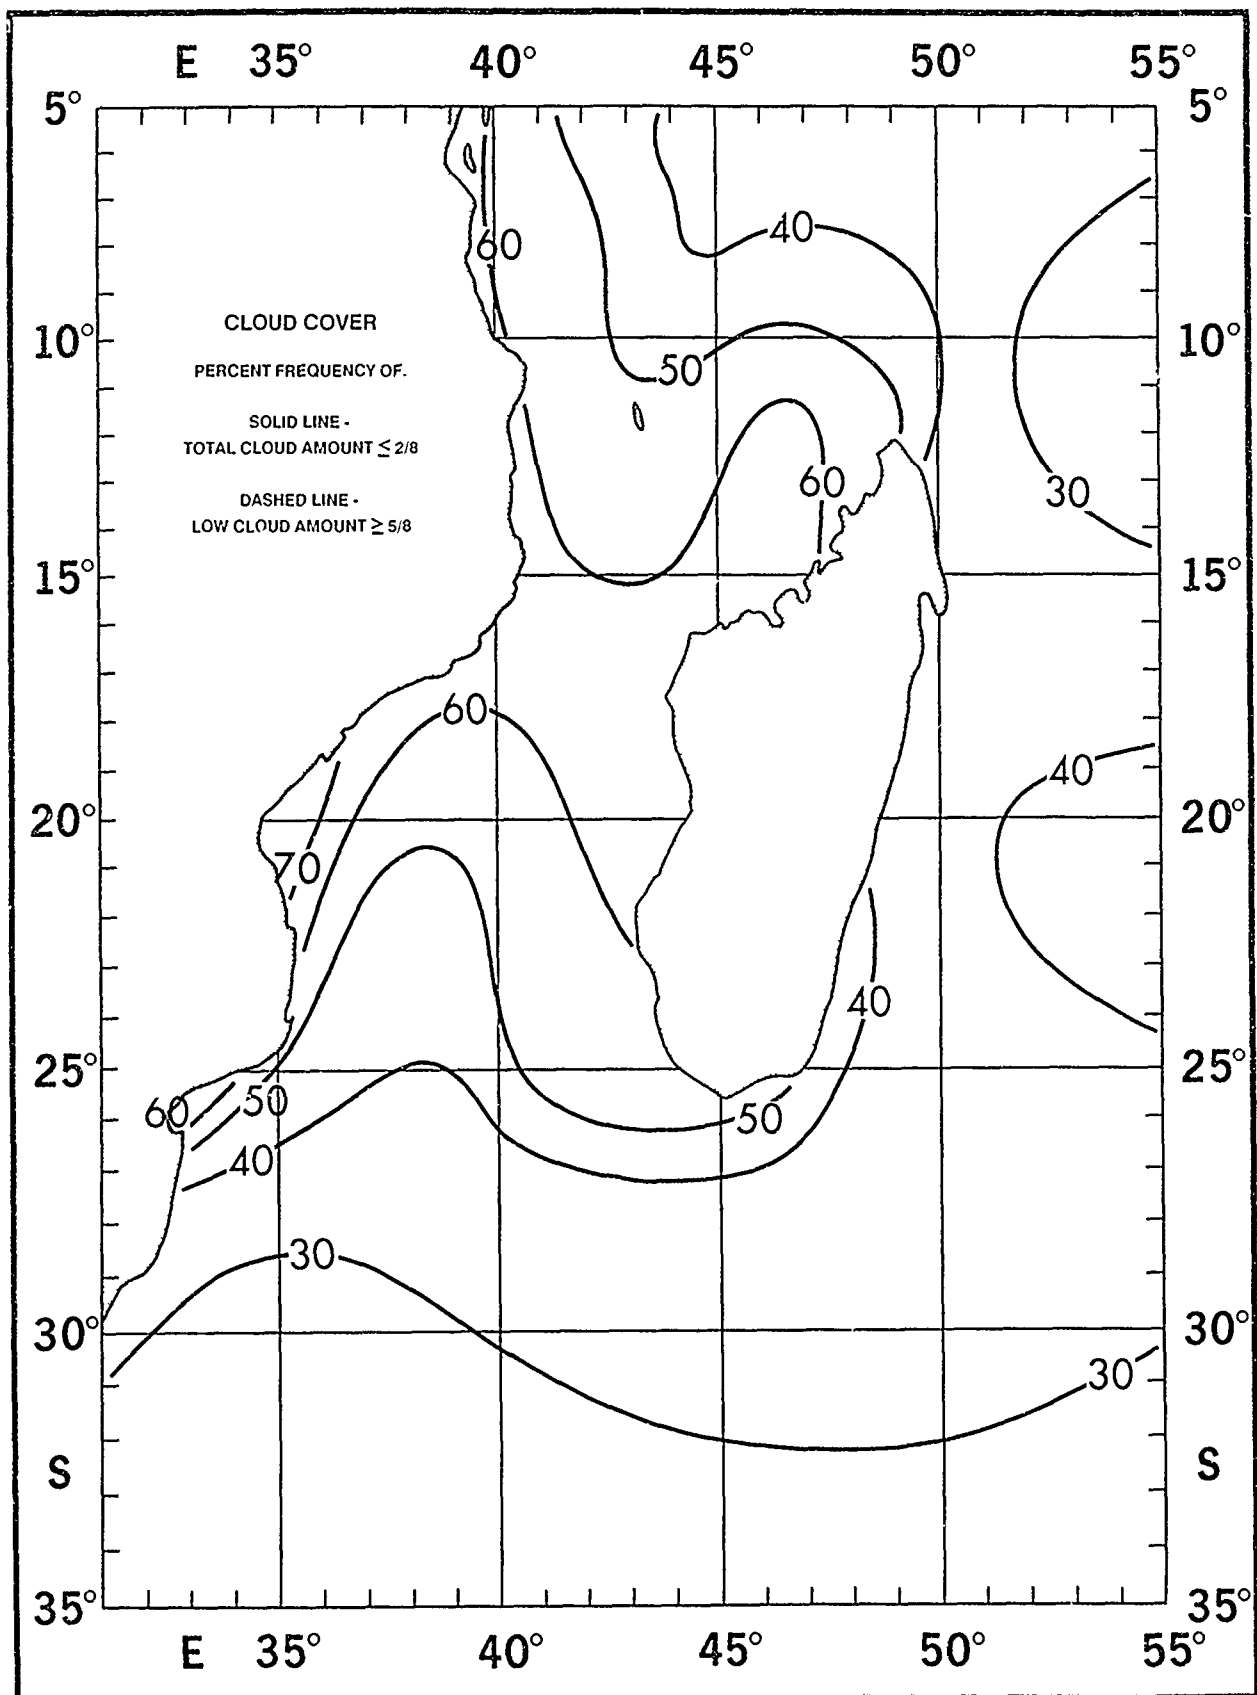 E 35° 40° 45° 50° 55°
5° 5°
40
60
CLOUD COVER
10° 10°
PERCENT FREQUENCY OF.
50
SOLID LINE -
TOTAL CLOUD AMOUNT ≤ 2/8
60
30
DASHED LINE -
LOW CLOUD AMOUNT ≥ 5/8
15° 15°
60
40
20° 20°
70
40
25° 25°
60 50 50
40
30
30° 30°
30
S S
35° 35°
E 35° 40° 45° 50° 55°